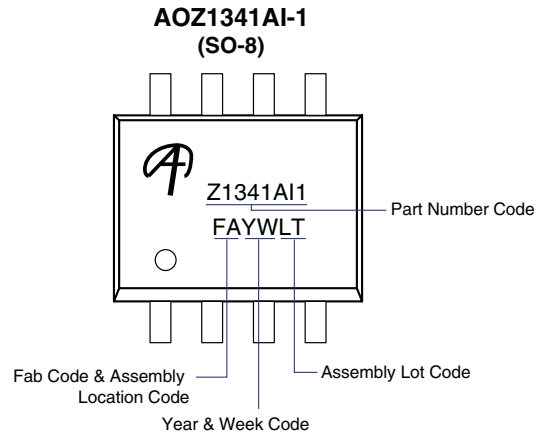 AOZ1341AI-1
(SO-8)
Z1341AI1
Part Number Code
FAYWLT
Fab Code & Assembly
Location Code
Assembly Lot Code
Year & Week Code